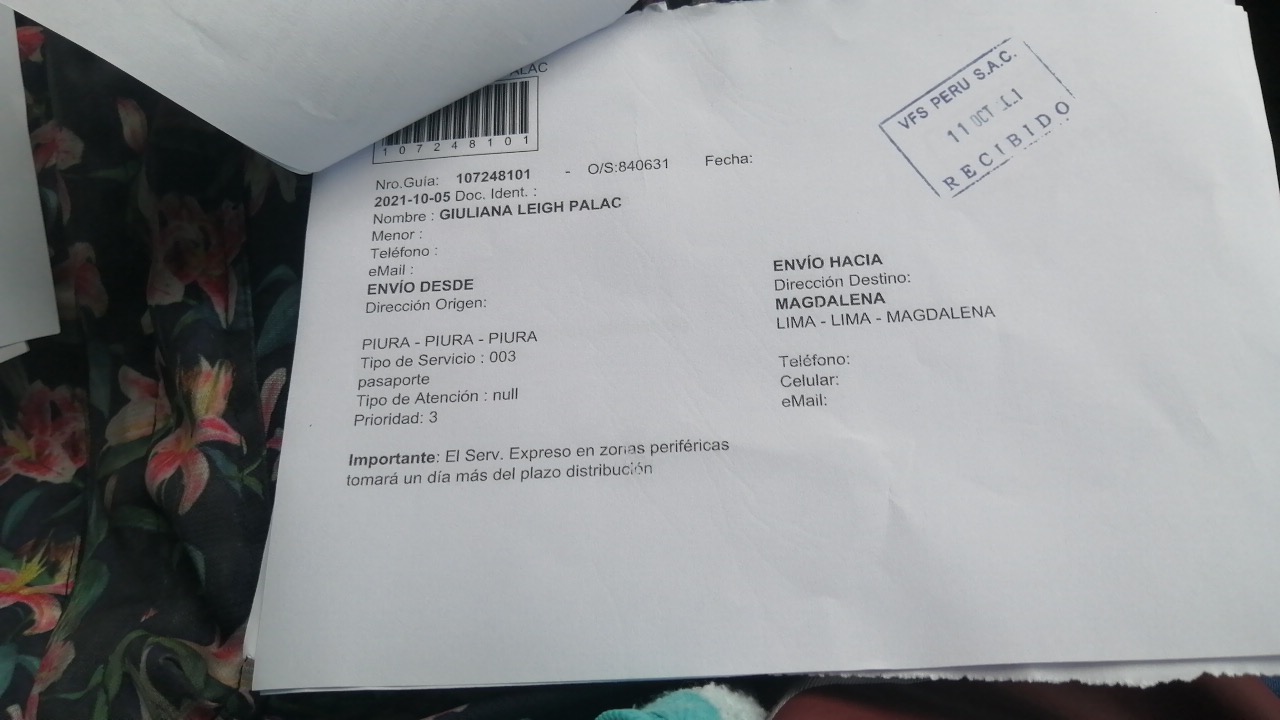 PALAC
107248101
VFS PERU S.A.C.
11 OCT
RECIBIDO
Nro.Guía: 107248101 - O/S:840631 Fecha:
2021-10-05 Doc. Ident. :
Nombre : GIULIANA LEIGH PALAC
Menor :
Teléfono :
eMail :
ENVÍO DESDE
Dirección Origen:
PIURA - PIURA - PIURA
Tipo de Servicio : 003
pasaporte
Tipo de Atención : null
Prioridad: 3
ENVÍO HACIA
Dirección Destino:
MAGDALENA
LIMA - LIMA - MAGDALENA
Teléfono:
Celular:
eMail:
Importante: El Serv. Expreso en zonas periféricas
tomará un día más del plazo distribución